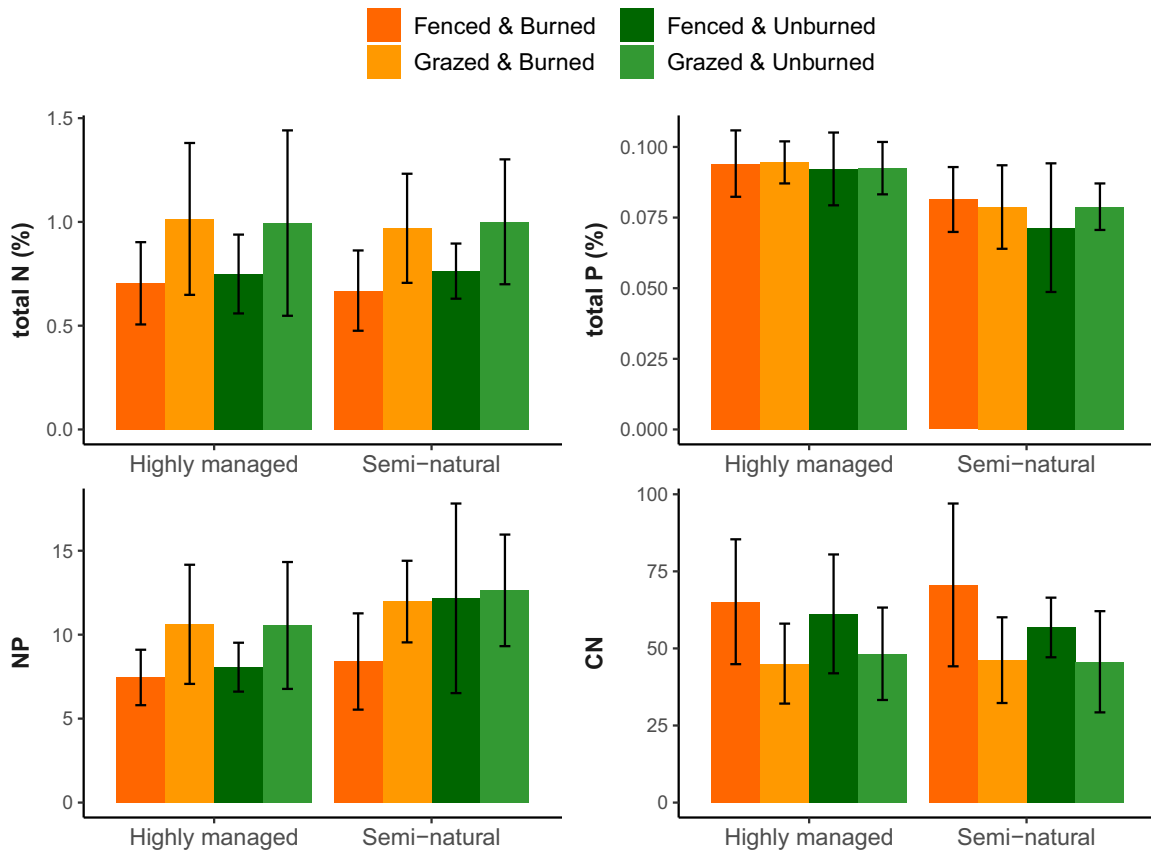 Fenced & Burned
Fenced & Unburned
Grazed & Burned
Grazed & Unburned
total N (%)
1.5
1.0
0.5
0.0
Highly managed
Semi−natural
total P (%)
0.100
0.075
0.050
0.025
0.000
Highly managed
Semi−natural
NP
15
10
5
0
Highly managed
Semi−natural
CN
100
75
50
25
0
Highly managed
Semi−natural